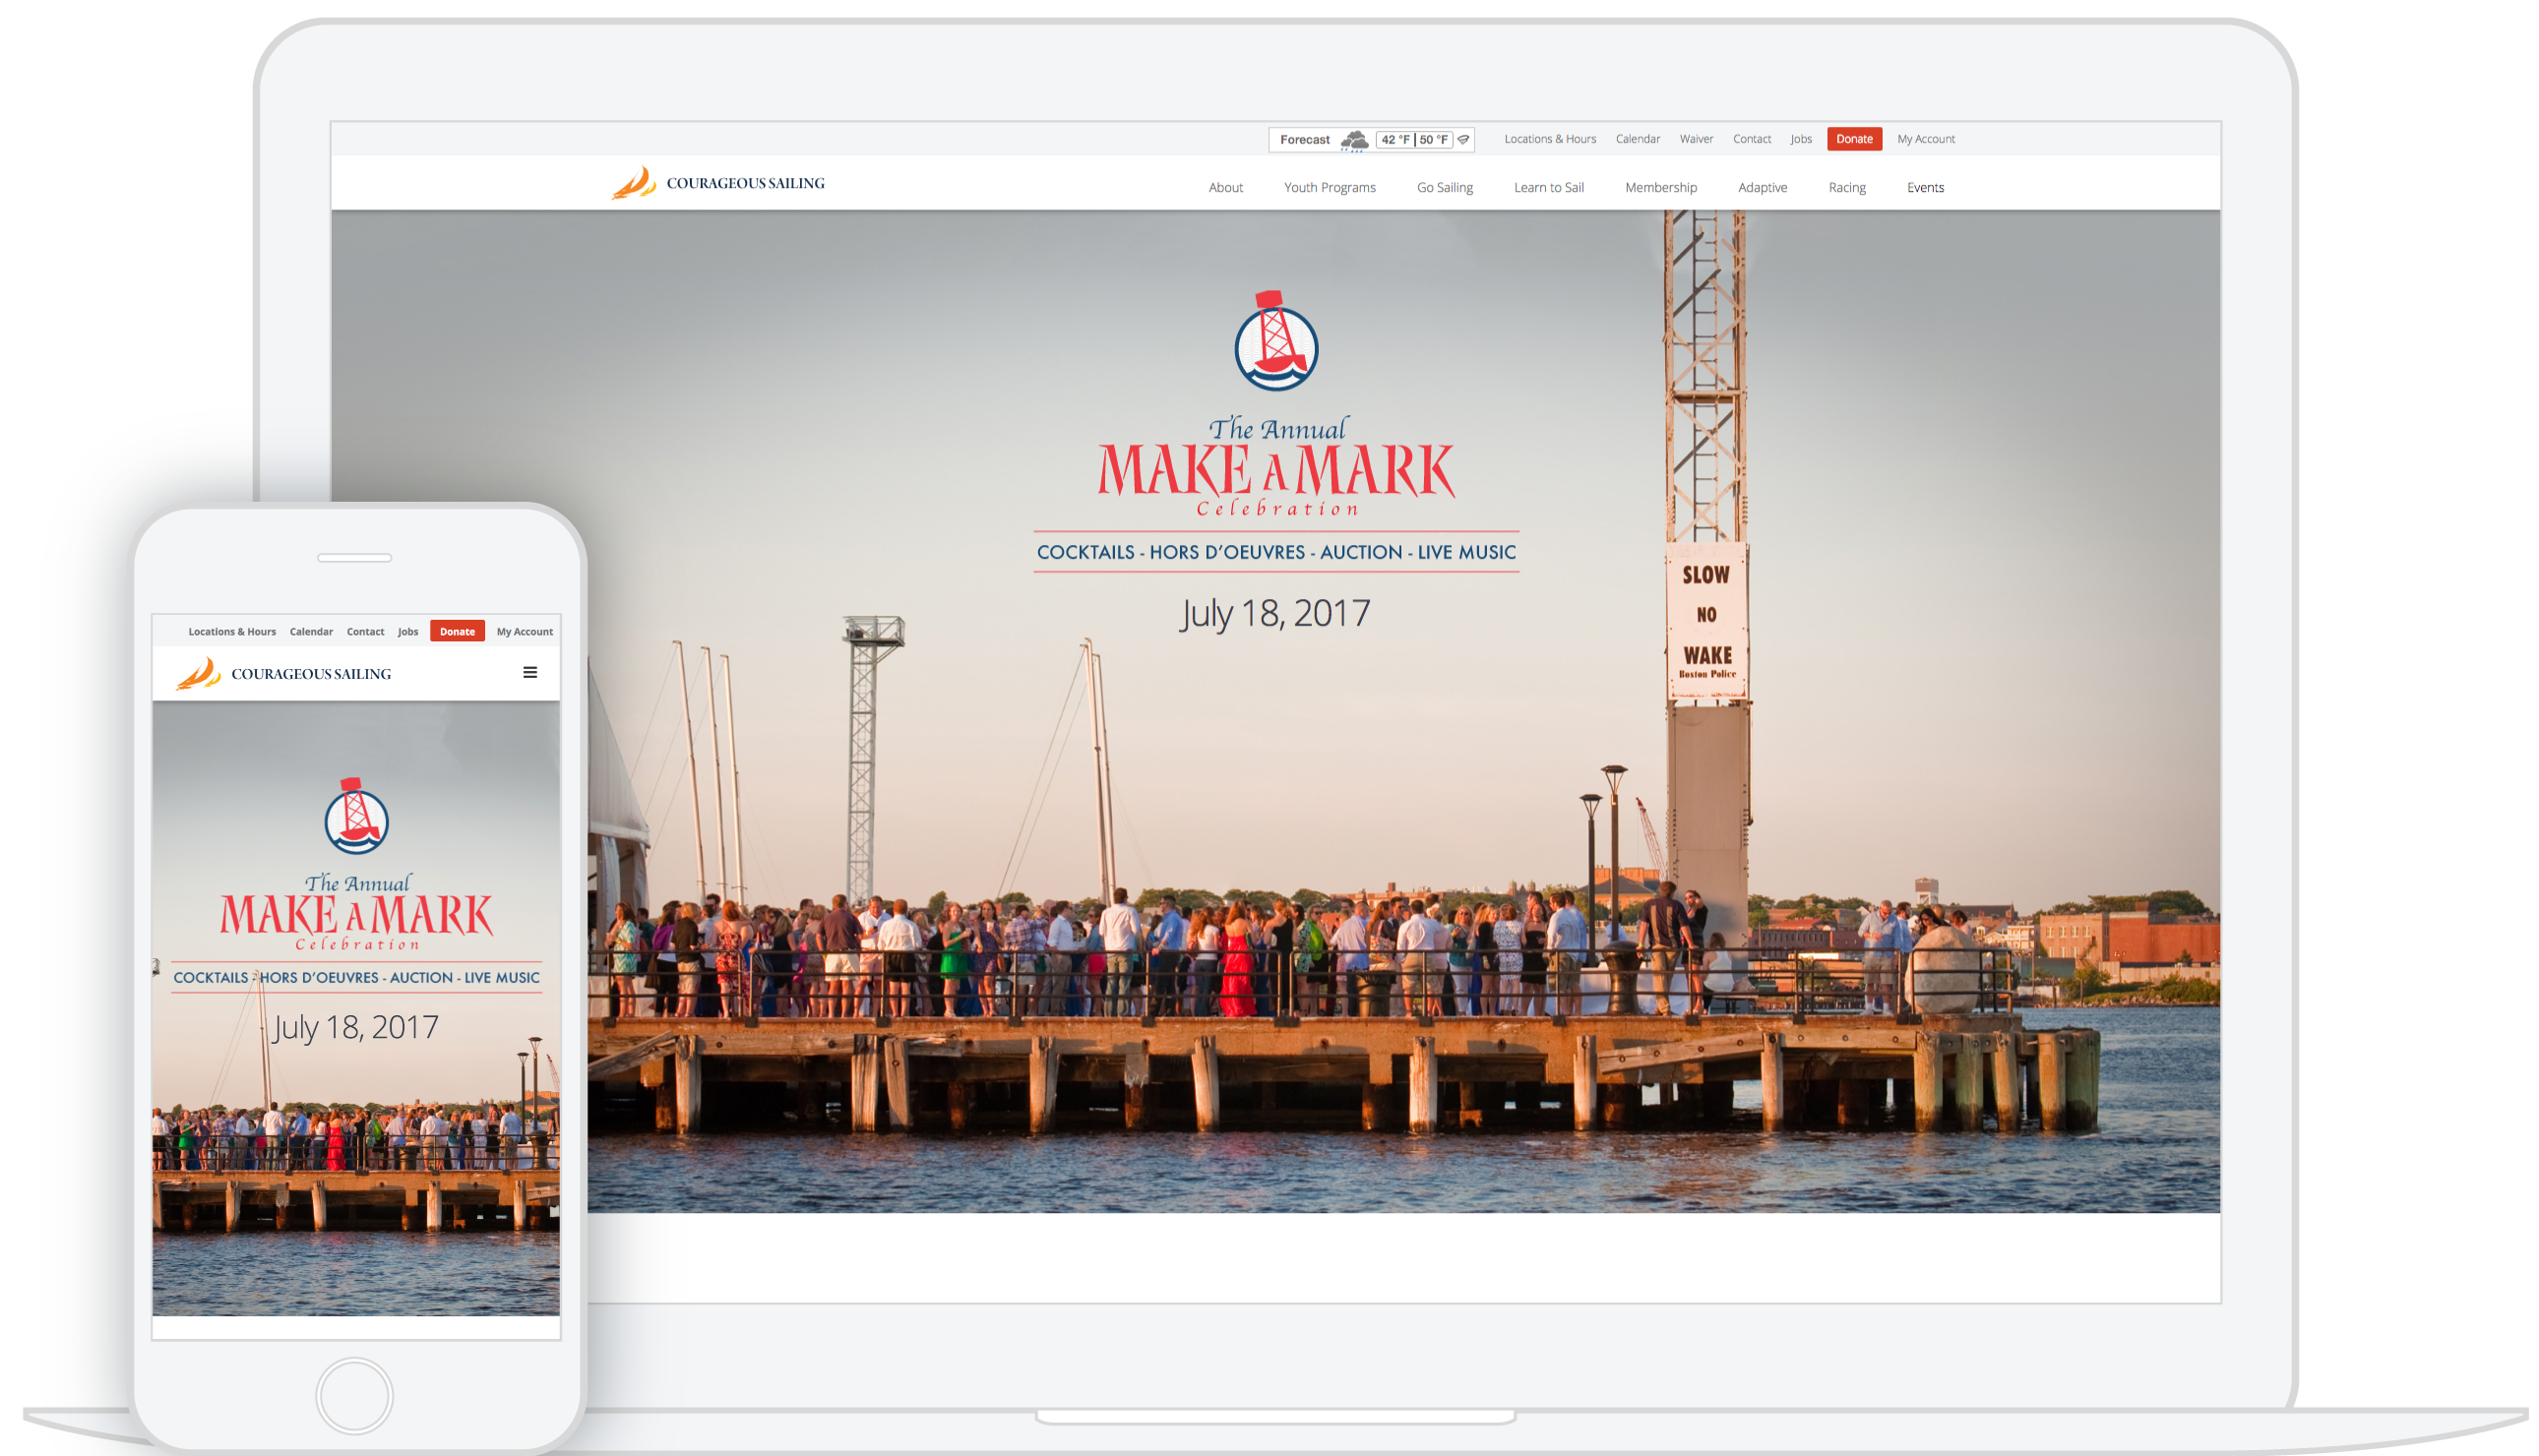 Forecast 42 °F | 50 °F Locations & Hours Calendar Waiver Contact Jobs Donate My Account
COURAGEOUS SAILING About Youth Programs Go Sailing Learn to Sail Membership Adaptive Racing Events
The Annual
MAKE A MARK
Celebration
COCKTAILS - HORS D'OEUVRES - AUCTION - LIVE MUSIC
July 18, 2017
SLOW
NO
WAKE
Boston Police
Locations & Hours Calendar Contact Jobs Donate My Account
COURAGEOUS SAILING
The Annual
MAKE A MARK
Celebration
COCKTAILS - HORS D'OEUVRES - AUCTION - LIVE MUSIC
July 18, 2017